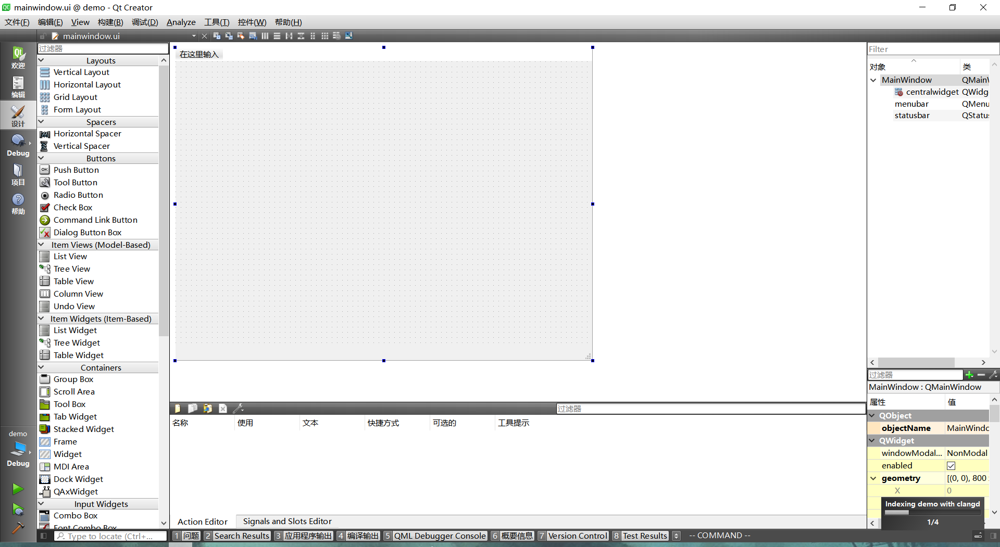 mainwindow.ui @ demo - Qt Creator
文件(F) 编辑(E) View 构建(B) 调试(D) Analyze 工具(T) 控件(W) 帮助(H)
mainwindow.ui
欢迎
编辑
设计
Debug
项目
帮助
demo
Debug
过滤器
Layouts
Vertical Layout
Horizontal Layout
Grid Layout
Form Layout
Spacers
Horizontal Spacer
Vertical Spacer
Buttons
Push Button
Tool Button
Radio Button
Check Box
Command Link Button
Dialog Button Box
Item Views (Model-Based)
List View
Tree View
Table View
Column View
Undo View
Item Widgets (Item-Based)
List Widget
Tree Widget
Table Widget
Containers
Group Box
Scroll Area
Tool Box
Tab Widget
Stacked Widget
Frame
Widget
MDI Area
Dock Widget
QAxWidget
Input Widgets
Combo Box
Font Combo Box
在这里输入
过滤器
名称 使用 文本 快捷方式 可选的 工具提示
Action Editor Signals and Slots Editor
Filter
对象 类
MainWindow QMainW
centralwidget QWidg
menubar QMenu
statusbar QStatus
过滤器
MainWindow : QMainWindow
属性 值
QObject
objectName MainWindo
QWidget
windowModal... NonModal
enabled
geometry [(0, 0), 800
X 0
Indexing demo with clangd
1/4
Type to locate (Ctrl+... 1 问题 2 Search Results 3 应用程序输出 4 编译输出 5 QML Debugger Console 6 概要信息 7 Version Control 8 Test Results -- COMMAND --